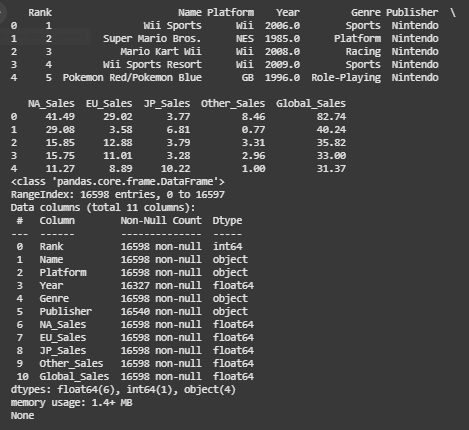 Rank                      Name Platform    Year         Genre Publisher  \
0     1                Wii Sports      Wii  2006.0        Sports  Nintendo
1     2         Super Mario Bros.      NES  1985.0      Platform  Nintendo
2     3            Mario Kart Wii      Wii  2008.0        Racing  Nintendo
3     4         Wii Sports Resort      Wii  2009.0        Sports  Nintendo
4     5  Pokemon Red/Pokemon Blue       GB  1996.0  Role-Playing  Nintendo
   NA_Sales  EU_Sales  JP_Sales  Other_Sales  Global_Sales
0     41.49     29.02      3.77         8.46         82.74
1     29.08      3.58      6.81         0.77         40.24
2     15.85     12.88      3.79         3.31         35.82
3     15.75     11.01      3.28         2.96         33.00
4     11.27      8.89     10.22         1.00         31.37
<class 'pandas.core.frame.DataFrame'>
RangeIndex: 16598 entries, 0 to 16597
Data columns (total 11 columns):
 #   Column        Non-Null Count  Dtype
---  ------        --------------  -----
 0   Rank          16598 non-null  int64
 1   Name          16598 non-null  object
 2   Platform      16598 non-null  object
 3   Year          16327 non-null  float64
 4   Genre         16598 non-null  object
 5   Publisher     16540 non-null  object
 6   NA_Sales      16598 non-null  float64
 7   EU_Sales      16598 non-null  float64
 8   JP_Sales      16598 non-null  float64
 9   Other_Sales   16598 non-null  float64
 10  Global_Sales  16598 non-null  float64
dtypes: float64(6), int64(1), object(4)
memory usage: 1.4+ MB
None